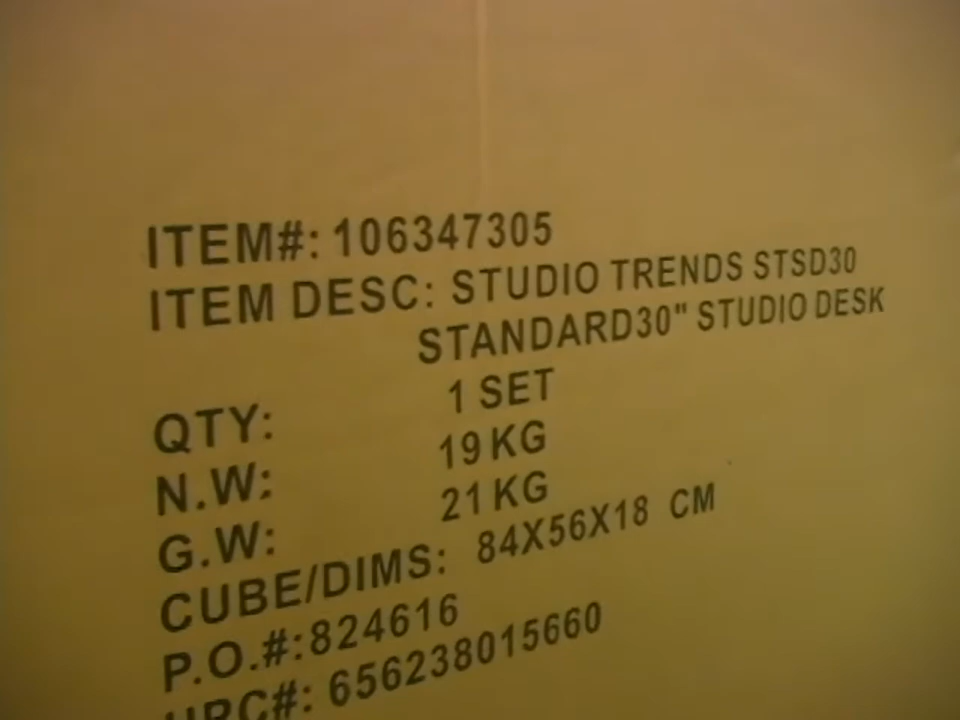 ITEM#: 106347305
ITEM DESC: STUDIO TRENDS STSD30
STANDARD30" STUDIO DESK
QTY: 1 SET
N.W: 19 KG
G.W: 21 KG
CUBE/DIMS: 84X56X18 CM
P.O.#:824616
UPC#: 656238015660